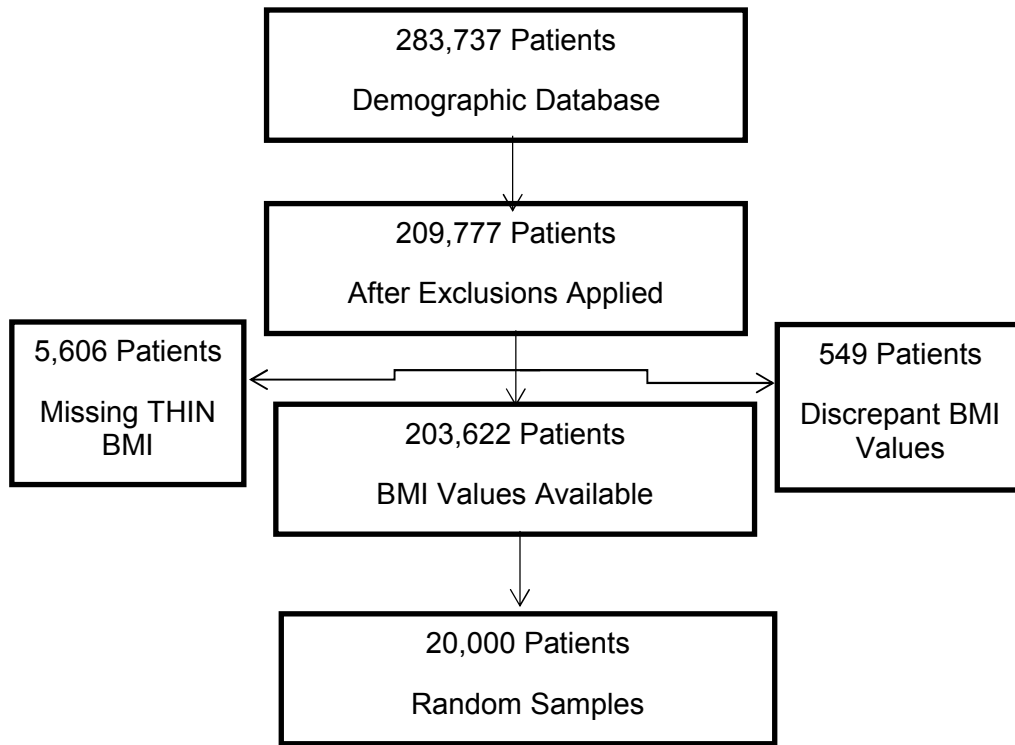 283,737 Patients
Demographic Database
209,777 Patients
After Exclusions Applied
5,606 Patients
Missing THIN
BMI
549 Patients
Discrepant BMI
Values
203,622 Patients
BMI Values Available
20,000 Patients
Random Samples